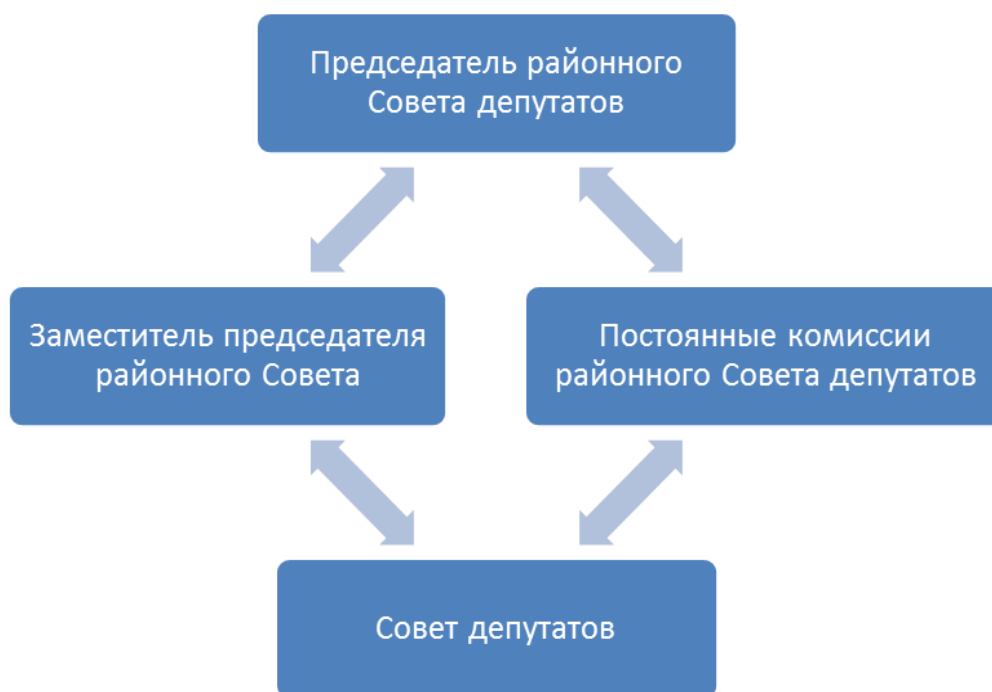 Председатель районного
Совета депутатов
Заместитель председателя
районного Совета
Постоянные комиссии
районного Совета депутатов
Совет депутатов